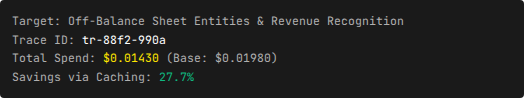 Target: Off-Balance Sheet Entities & Revenue Recognition
Trace ID: tr-88f2-990a
Total Spend: $0.01430 (Base: $0.01980)
Savings via Caching: 27.7%